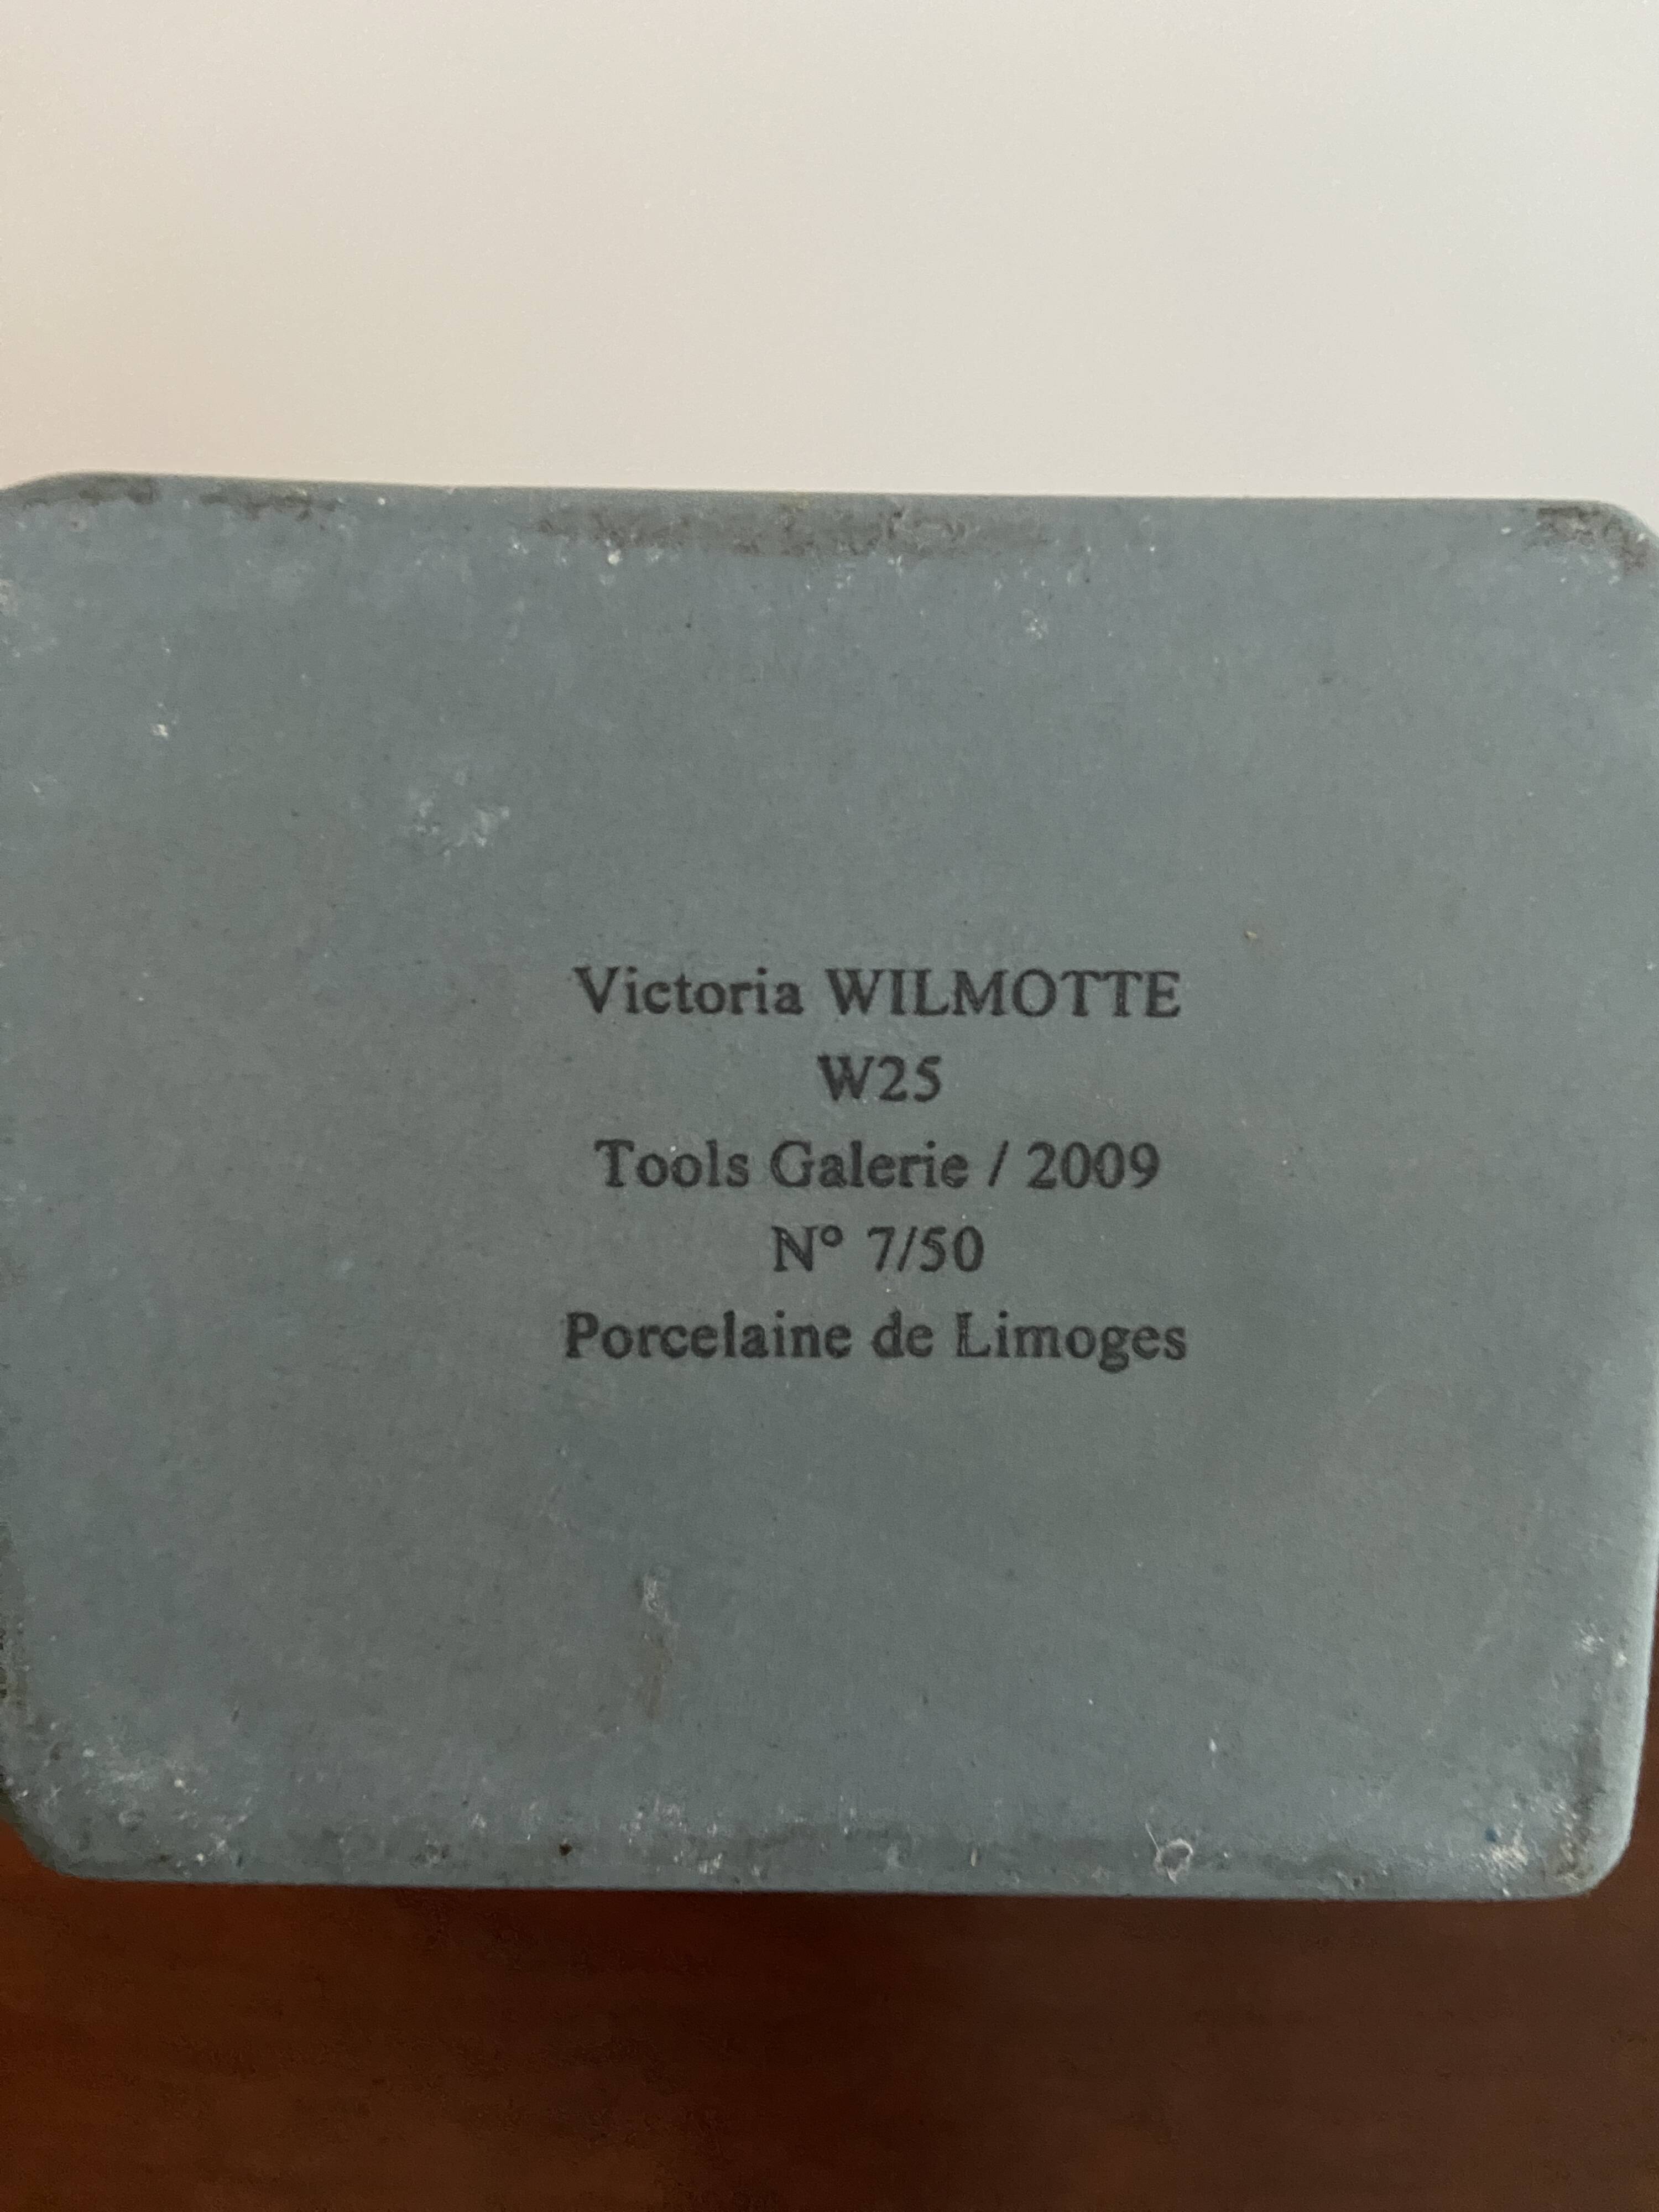 Victoria WILMOTTE
W25
Tools Galerie / 2009
N° 7/50
Porcelaine de Limoges